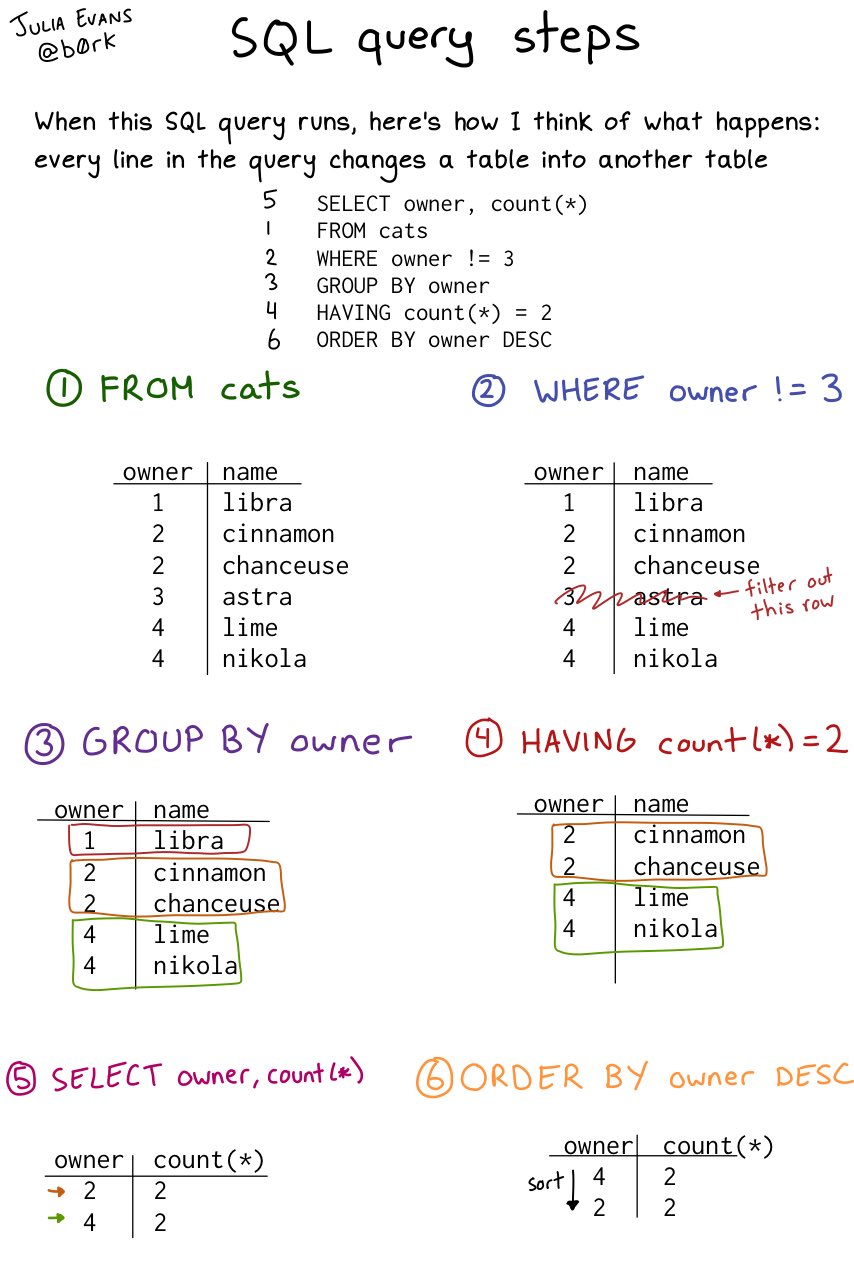 JULIA EVANS
@b0rk
SQL query steps
When this SQL query runs, here's how I think of what happens:
every line in the query changes a table into another table
5 SELECT owner, count(*)
1 FROM cats
2 WHERE owner != 3
3 GROUP BY owner
4 HAVING count(*) = 2
6 ORDER BY owner DESC
① FROM cats
owner name
1 libra
2 cinnamon
2 chanceuse
3 astra
4 lime
4 nikola
② WHERE owner != 3
owner name
1 libra
2 cinnamon
2 chanceuse
3 astra ← filter out
this row
4 lime
4 nikola
③ GROUP BY owner
owner name
1 libra
2 cinnamon
2 chanceuse
4 lime
4 nikola
④ HAVING count(*) = 2
owner name
2 cinnamon
2 chanceuse
4 lime
4 nikola
⑤ SELECT owner, count(*)
owner count(*)
→ 2 2
→ 4 2
⑥ ORDER BY owner DESC
owner count(*)
sort ↓ 4 2
2 2